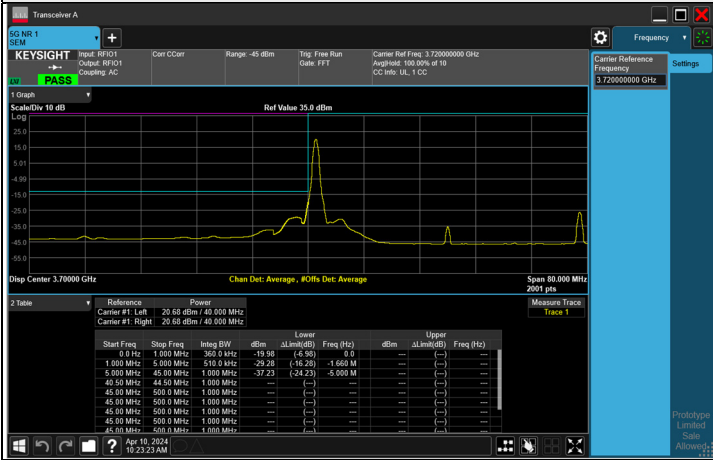 Transceiver A
5G NR 1
SEM
Frequency
KEYSIGHT
Input: RFIO1
Output: RFIO1
Coupling: AC
Corr CCorr
Range: -45 dBm
Trig: Free Run
Gate: FFT
Carrier Ref Freq: 3.720000000 GHz
Avg|Hold: 100.00% of 10
CC Info: UL, 1 CC
PASS
Carrier Reference
Frequency
3.720000000 GHz
Settings
1 Graph
Scale/Div 10 dB
Ref Value 35.0 dBm
Log
25.0
15.0
5.01
-4.99
-15.0
-25.0
-35.0
-45.0
-55.0
Disp Center 3.70000 GHz
Chan Det: Average , #Offs Det: Average
Span 80.000 MHz
2001 pts
2 Table
Reference Power
Carrier #1: Left 20.68 dBm / 40.000 MHz
Carrier #1: Right 20.68 dBm / 40.000 MHz
Measure Trace
Trace 1
Lower Upper
Start Freq Stop Freq Integ BW dBm ΔLimit(dB) Freq (Hz) dBm ΔLimit(dB) Freq (Hz)
0.0 Hz 1.000 MHz 360.0 kHz -19.98 (-6.98) 0.0 --- (---) ---
1.000 MHz 5.000 MHz 510.0 kHz -29.28 (-16.28) -1.660 M --- (---) ---
5.000 MHz 45.00 MHz 1.000 MHz -37.23 (-24.23) -5.000 M --- (---) ---
40.50 MHz 44.50 MHz 1.000 MHz --- (---) --- --- (---) ---
45.00 MHz 500.0 MHz 1.000 MHz --- (---) --- --- (---) ---
45.00 MHz 500.0 MHz 1.000 MHz --- (---) --- --- (---) ---
45.00 MHz 500.0 MHz 1.000 MHz --- (---) --- --- (---) ---
45.00 MHz 500.0 MHz 1.000 MHz --- (---) --- --- (---) ---
Prototype
Limited
Sale
Allowed
Apr 10, 2024
10:23:23 AM